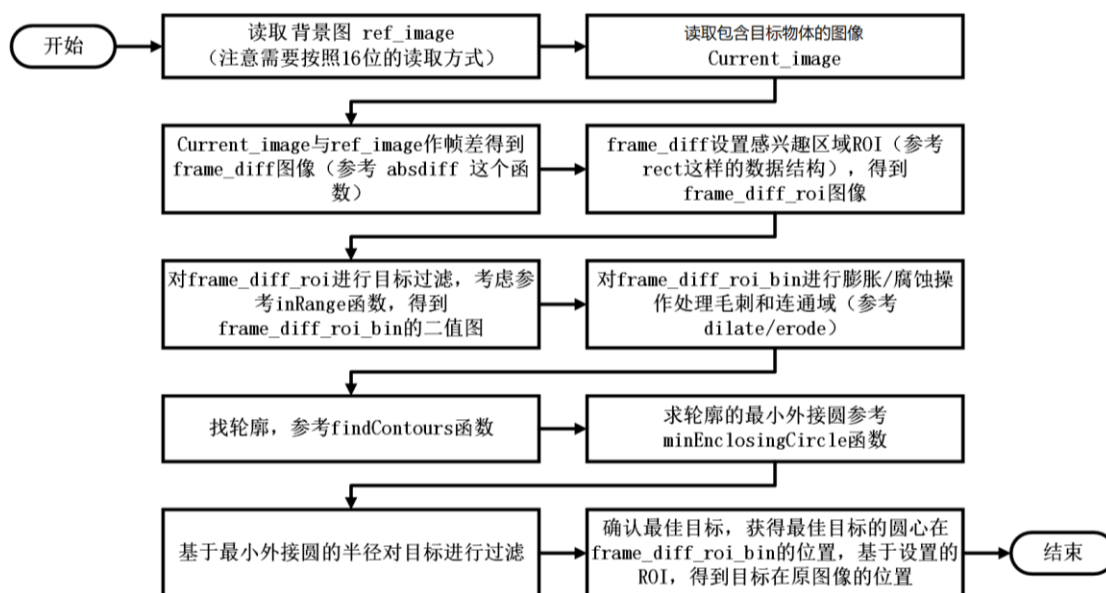 开始
读取 背景图 ref_image
（注意需要按照16位的读取方式）
读取包含目标物体的图像
Current_image
Current_image与ref_image作帧差得到
frame_diff图像（参考 absdiff 这个函
数）
frame_diff设置感兴趣区域ROI（参考
rect这样的数据结构），得到
frame_diff_roi图像
对frame_diff_roi进行目标过滤，考虑参
考inRange函数，得到
frame_diff_roi_bin的二值图
对frame_diff_roi_bin进行膨胀/腐蚀操
作处理毛刺和连通域（参考
dilate/erode）
找轮廓，参考findContours函数
求轮廓的最小外接圆参考
minEnclosingCircle函数
基于最小外接圆的半径对目标进行过滤
确认最佳目标，获得最佳目标的圆心在
frame_diff_roi_bin的位置，基于设置的
ROI，得到目标在原图像的位置
结束